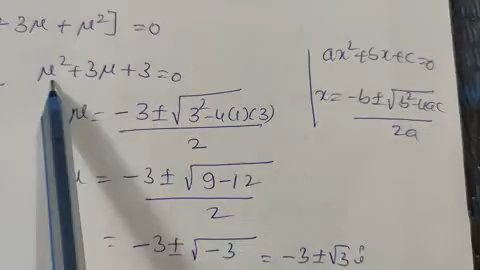 + 3μ + μ²] = 0
μ² + 3μ + 3 = 0
μ = -3 ± √(3² - 4(1)(3)) / 2
= -3 ± √(9 - 12) / 2
= -3 ± √-3 = -3 ± √3 i
ax² + bx + c = 0
x = -b ± √(b² - 4ac) / 2a